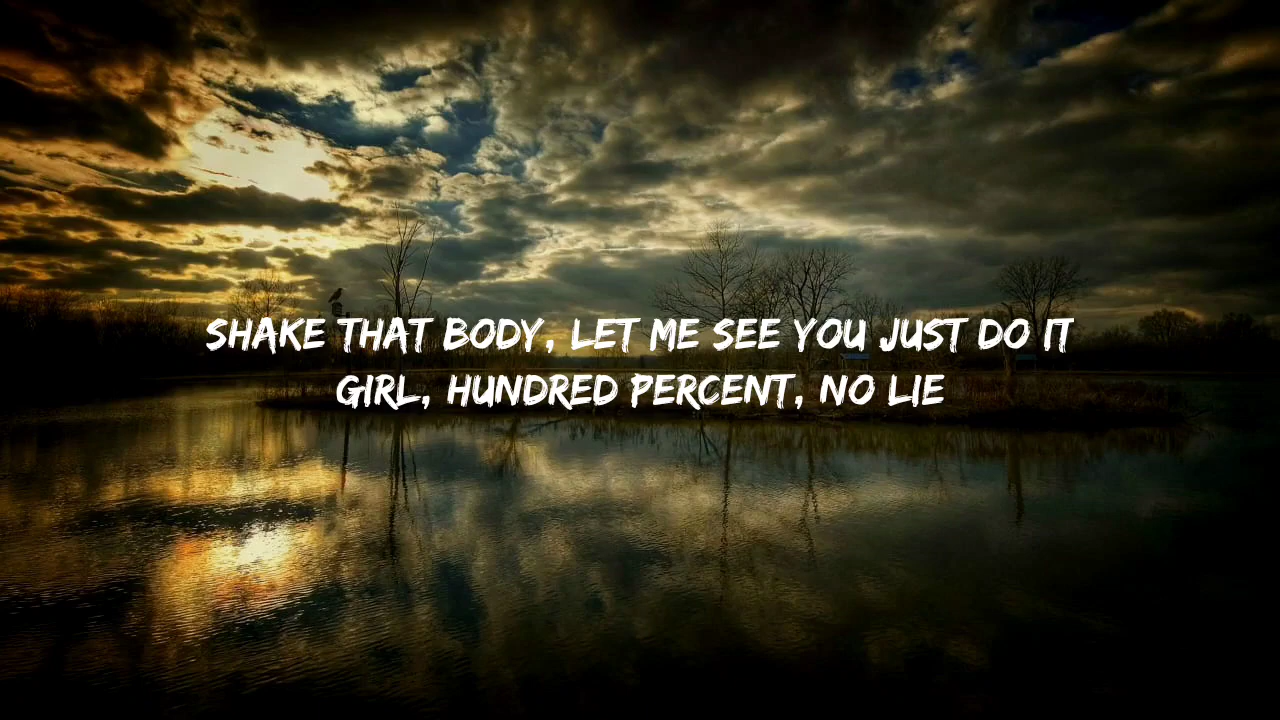 SHAKE THAT BODY, LET ME SEE YOU JUST DO IT
GIRL, HUNDRED PERCENT, NO LIE